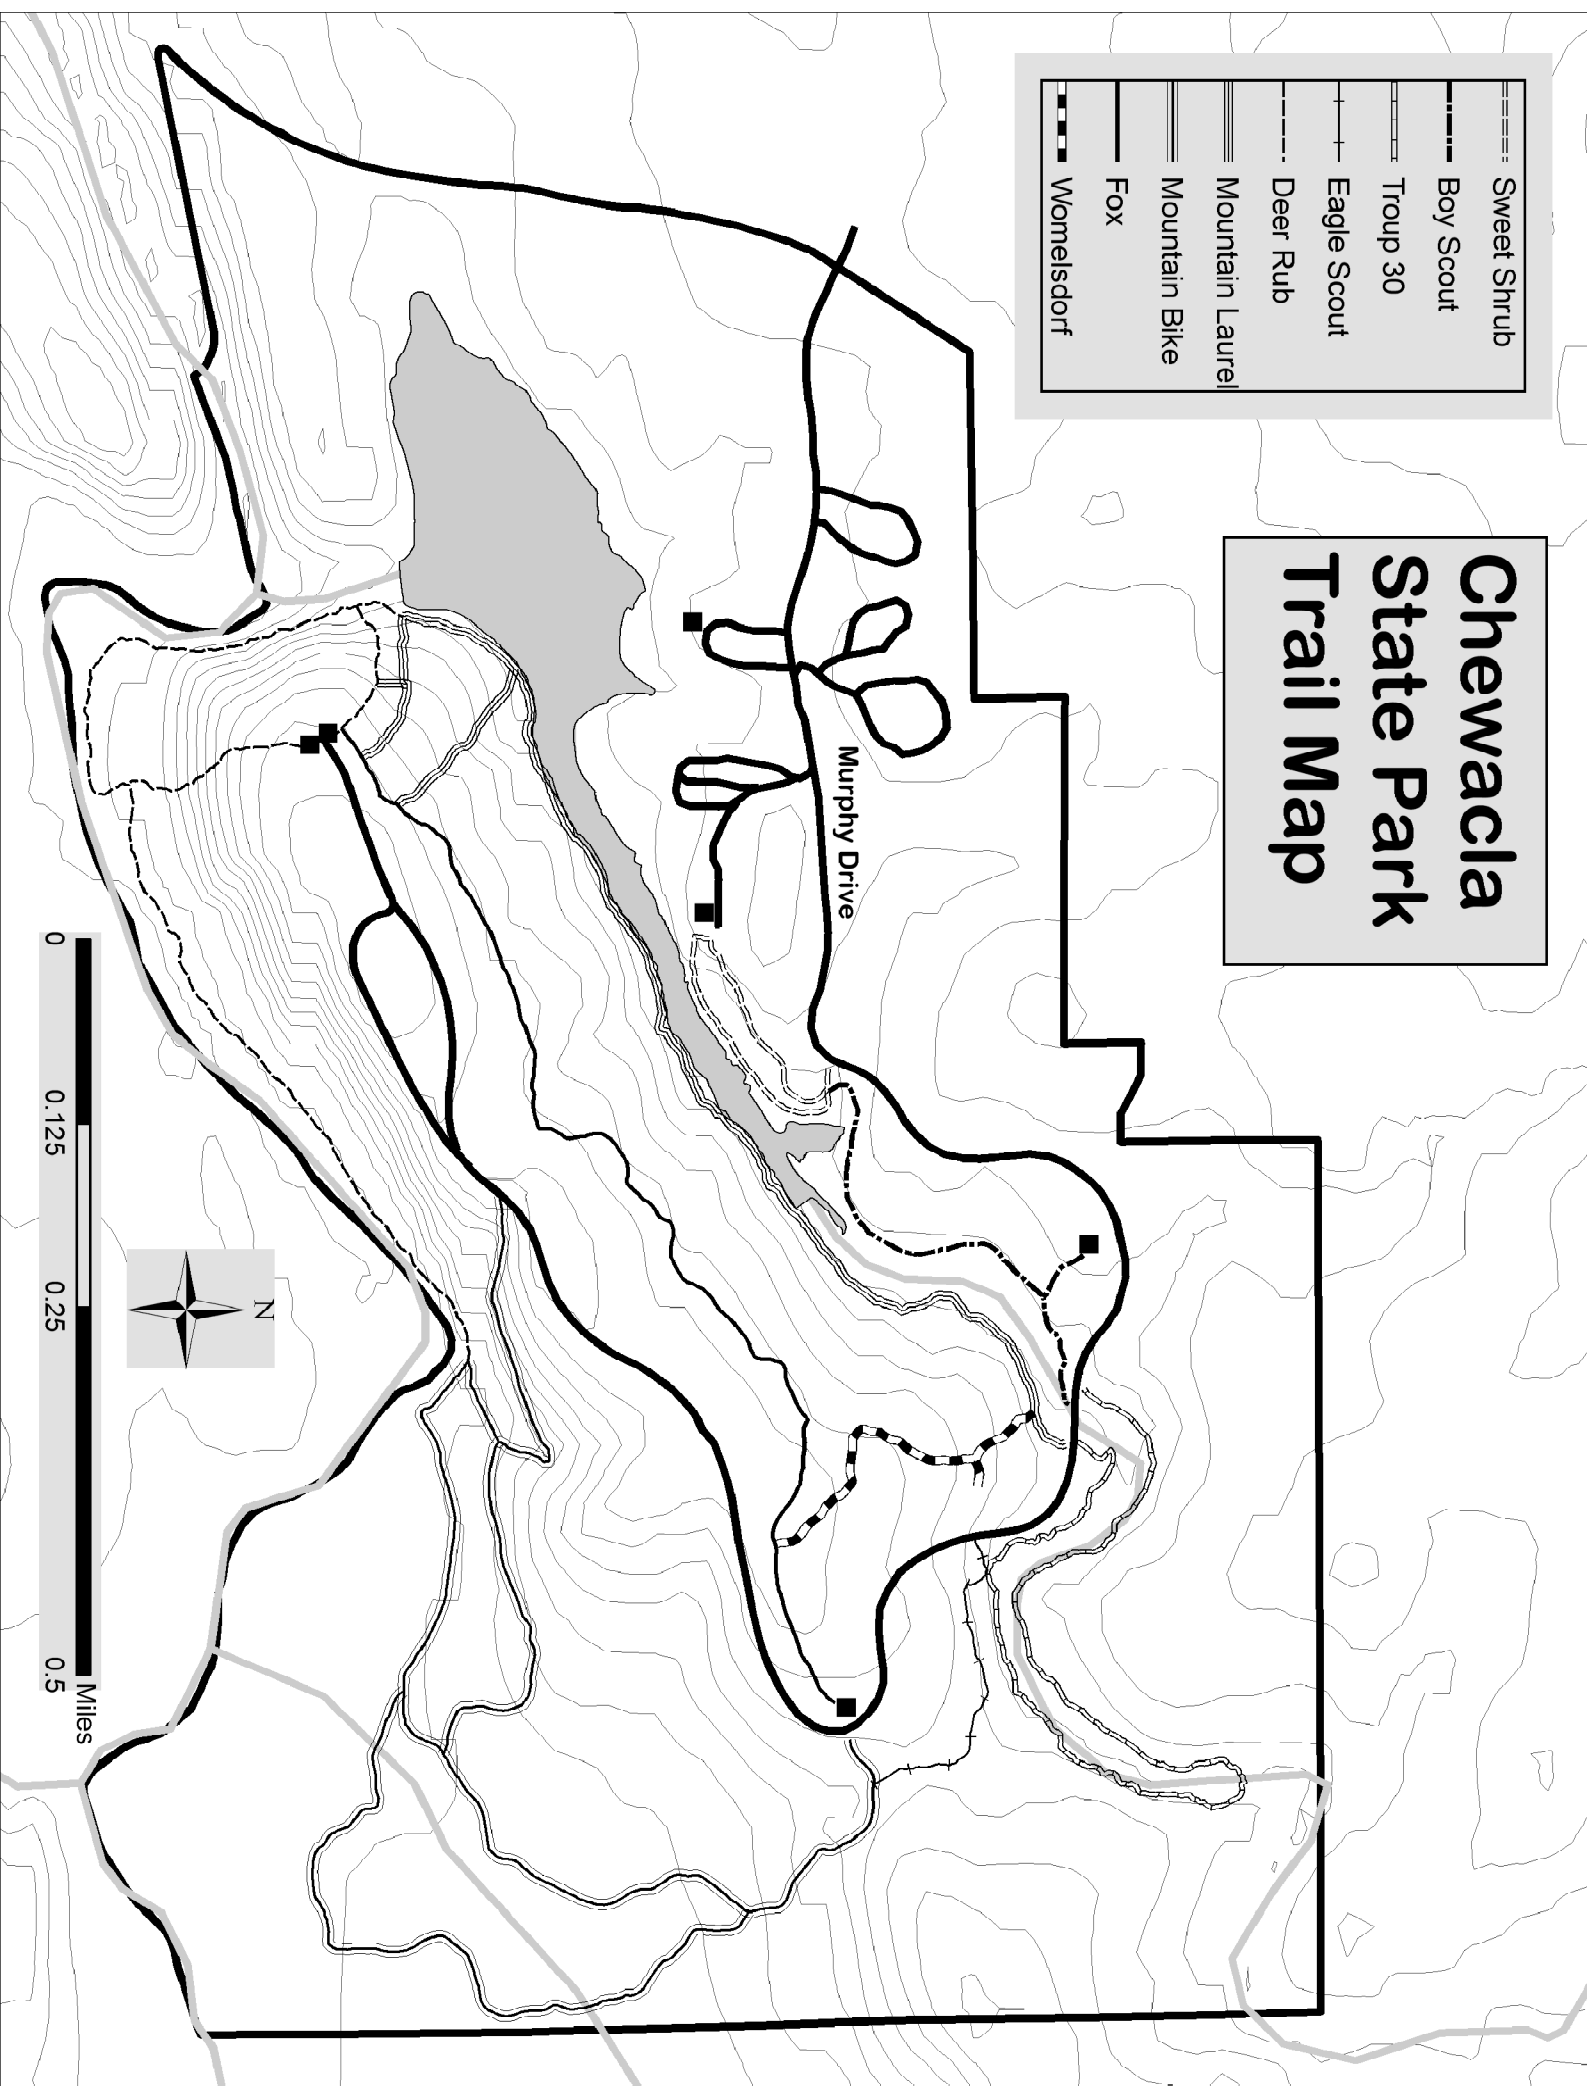 Chewacla
State Park
Trail Map
Sweet Shrub
Boy Scout
Troup 30
Eagle Scout
Deer Rub
Mountain Laurel
Mountain Bike
Fox
Womelsdorf
Murphy Drive
N
Miles
0 0.125 0.25 0.5